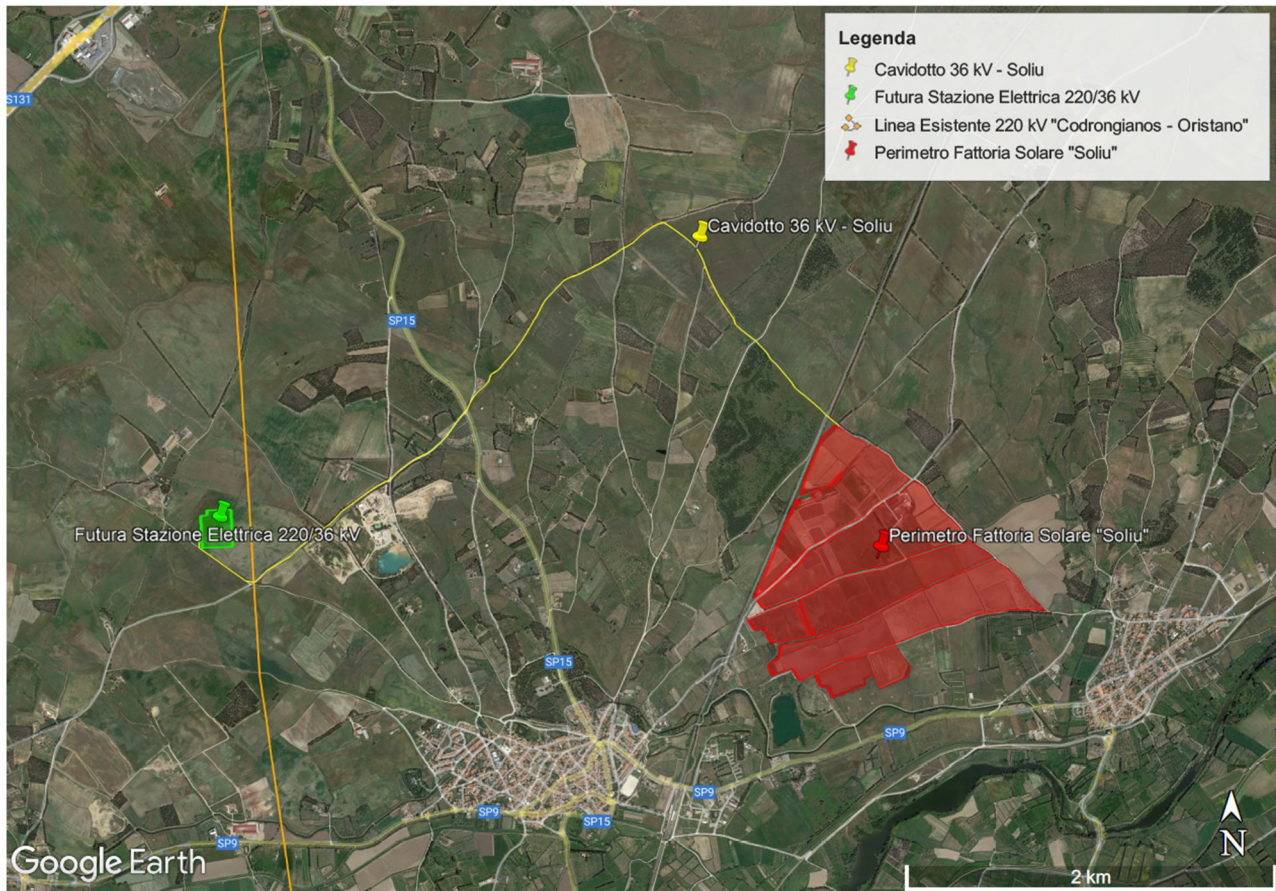 Legenda
Cavidotto 36 kV - Soliu
Futura Stazione Elettrica 220/36 kV
Linea Esistente 220 kV "Codrongianos - Oristano"
Perimetro Fattoria Solare "Soliu"
S131
Cavidotto 36 kV - Soliu
SP15
Futura Stazione Elettrica 220/36 kV
Perimetro Fattoria Solare "Soliu"
SP15
SP9
SP9
SP9
SP15
SP9
N
Google Earth
2 km